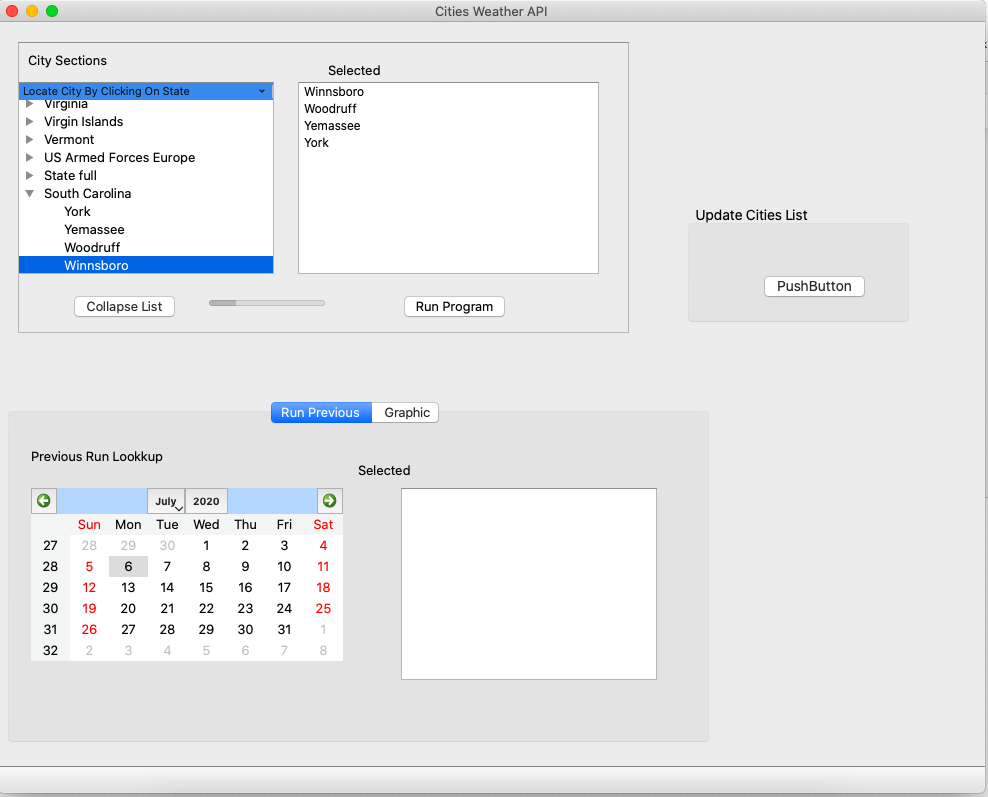 Cities Weather API
City Sections
Selected
Locate City By Clicking On State
Virginia
Virgin Islands
Vermont
US Armed Forces Europe
State full
South Carolina
York
Yemassee
Woodruff
Winnsboro
Winnsboro
Woodruff
Yemassee
York
Collapse List
Run Program
Update Cities List
PushButton
Run Previous
Graphic
Previous Run Lookkup
Selected
July 2020
Sun Mon Tue Wed Thu Fri Sat
27 28 29 30 1 2 3 4
28 5 6 7 8 9 10 11
29 12 13 14 15 16 17 18
30 19 20 21 22 23 24 25
31 26 27 28 29 30 31 1
32 2 3 4 5 6 7 8